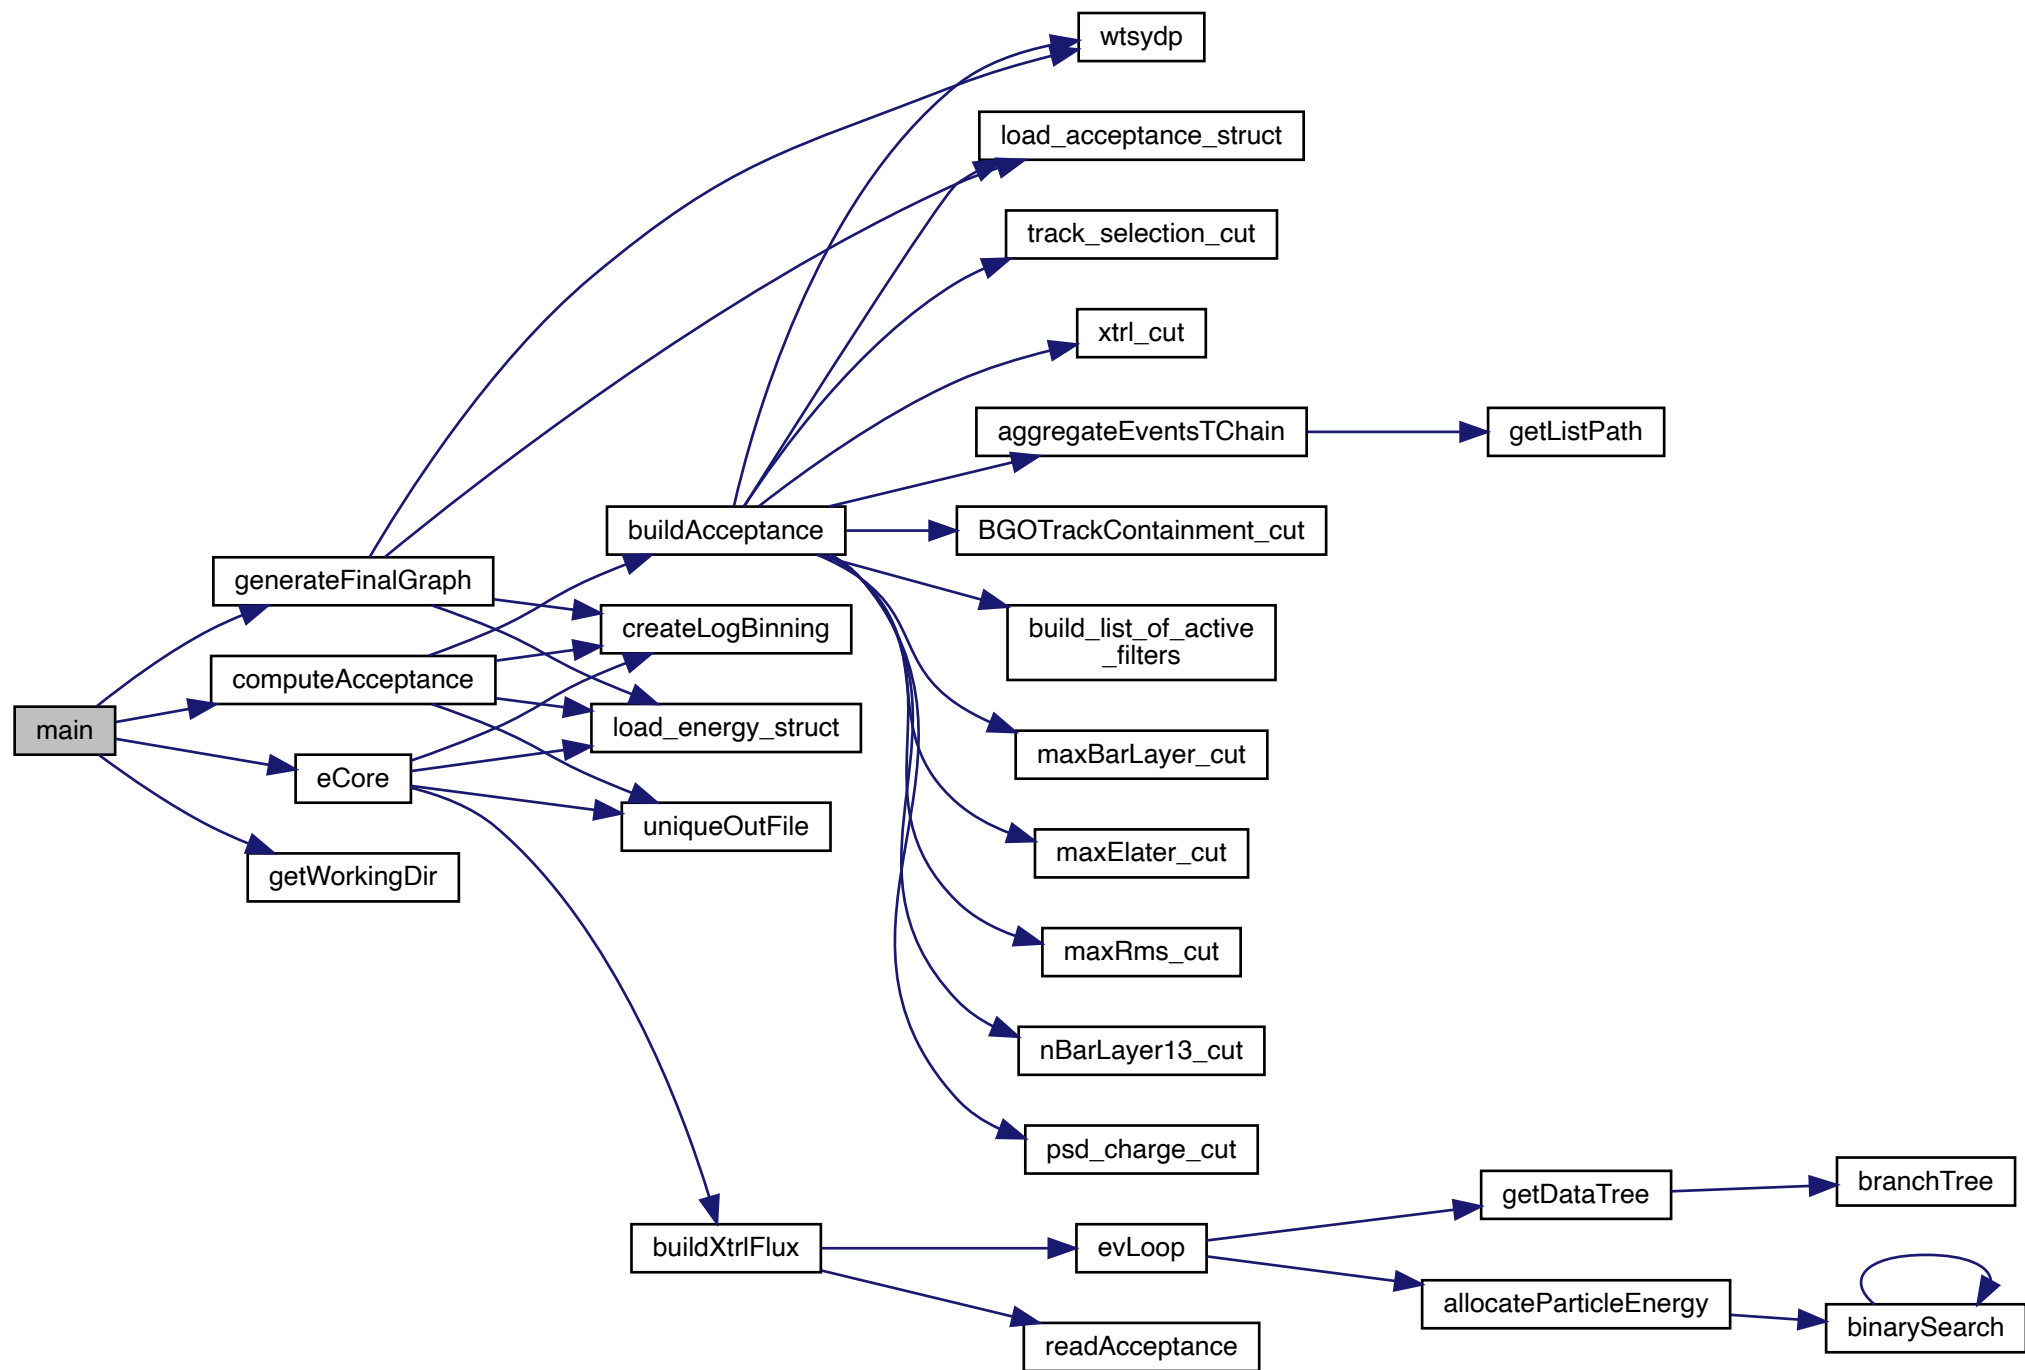 wtsydp
load_acceptance_struct
track_selection_cut
xtrl_cut
aggregateEventsTChain
getListPath
buildAcceptance
BGOTrackContainment_cut
generateFinalGraph
createLogBinning
build_list_of_active
_filters
computeAcceptance
main
load_energy_struct
maxBarLayer_cut
eCore
uniqueOutFile
maxElater_cut
getWorkingDir
maxRms_cut
nBarLayer13_cut
psd_charge_cut
getDataTree
branchTree
buildXtrlFlux
evLoop
allocateParticleEnergy
binarySearch
readAcceptance